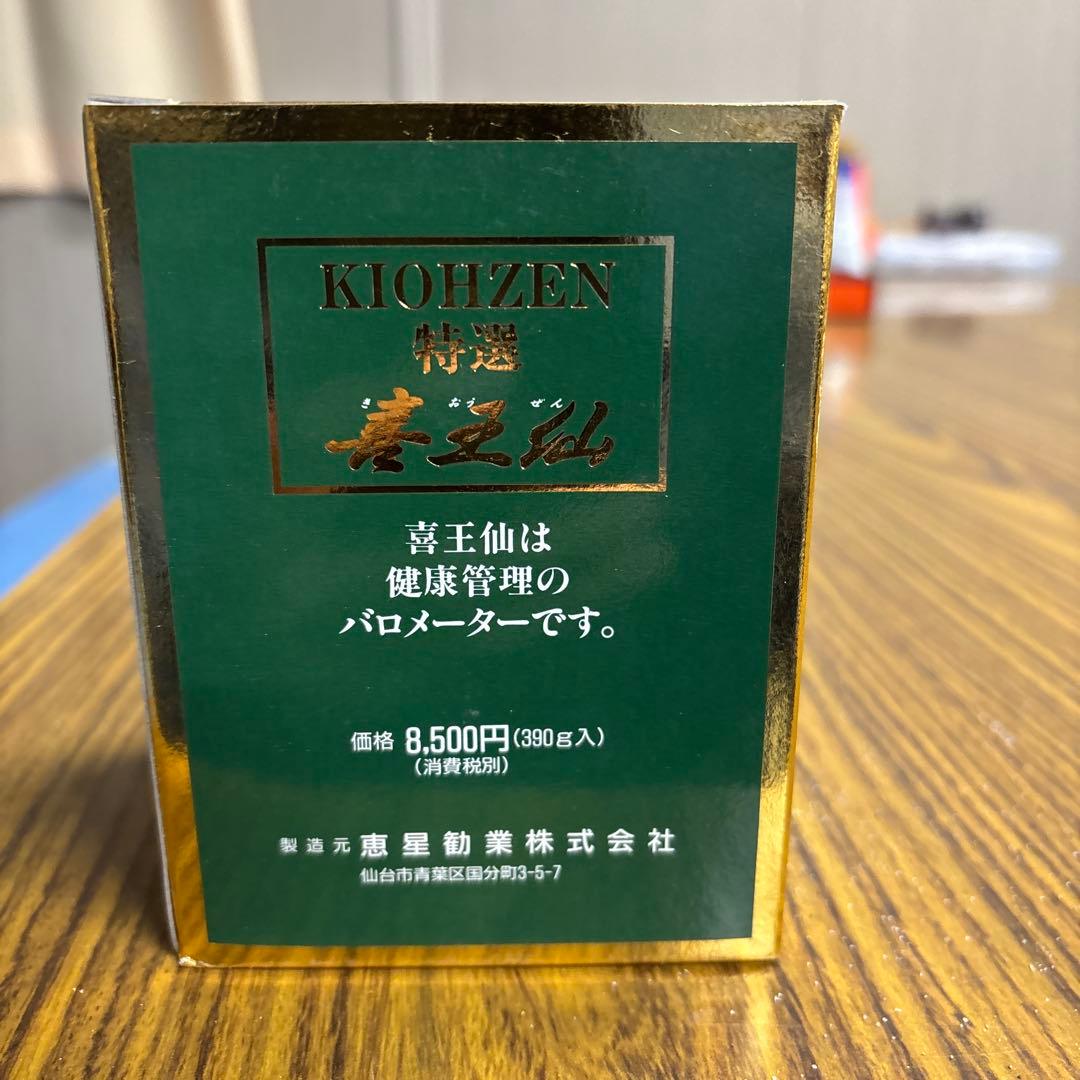 KIOHZEN
特選
き おう ぜん
喜王仙
喜王仙は
健康管理の
バロメーターです。
価格 8,500円(390g入)
(消費税別)
製造元 恵星勧業株式会社
仙台市青葉区国分町3-5-7